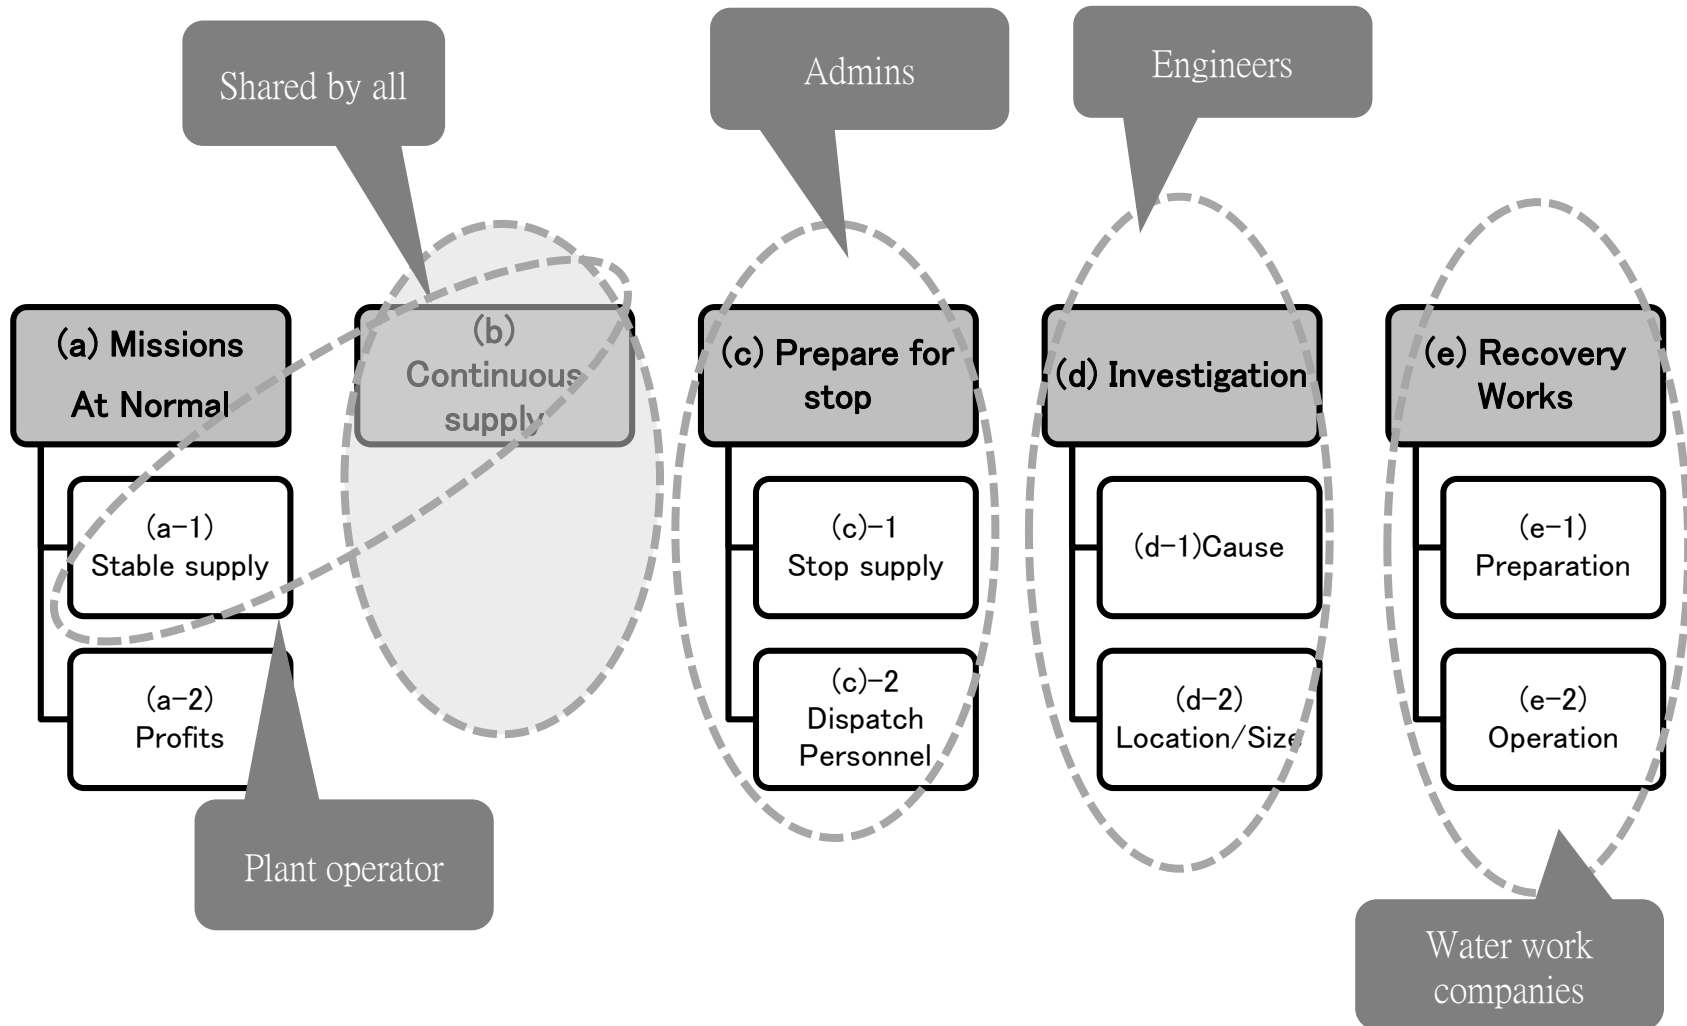 Shared by all
Admins
Engineers
(a) Missions
At Normal
(b)
Continuous
supply
(c) Prepare for
stop
(d) Investigation
(e) Recovery
Works
(a-1)
Stable supply
(c)-1
Stop supply
(d-1)Cause
(e-1)
Preparation
(a-2)
Profits
(c)-2
Dispatch
Personnel
(d-2)
Location/Size
(e-2)
Operation
Plant operator
Water work
companies